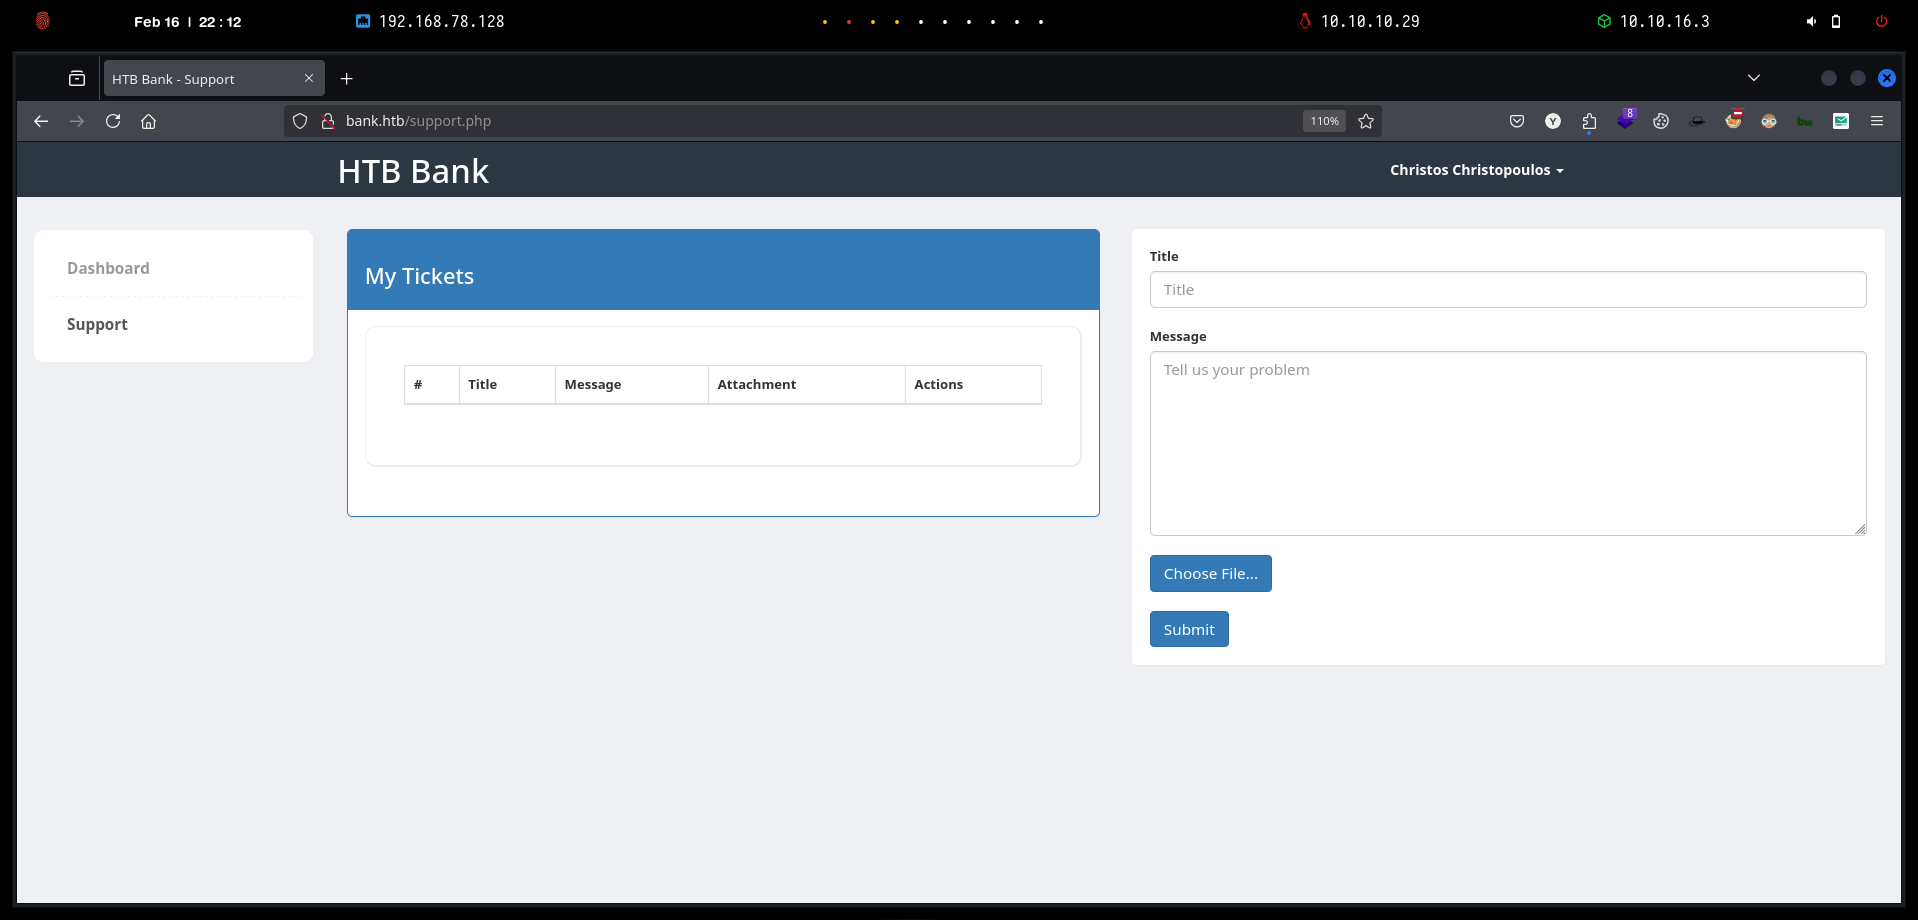 Feb 16 | 22 : 12
192.168.78.128
10.10.10.29
10.10.16.3
HTB Bank - Support
bank.htb/support.php
110%
Y
8
bw
HTB Bank
Christos Christopoulos
Dashboard
Support
My Tickets
# Title Message Attachment Actions
Title
Title
Message
Tell us your problem
Choose File...
Submit